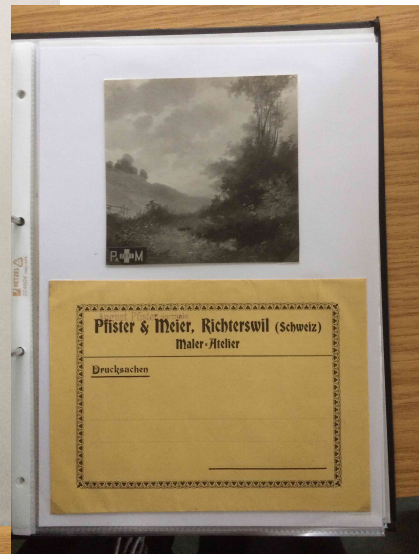 P. M
Pfister & Meier, Richterswil (Schweiz)
Maler-Atelier
Drucksachen